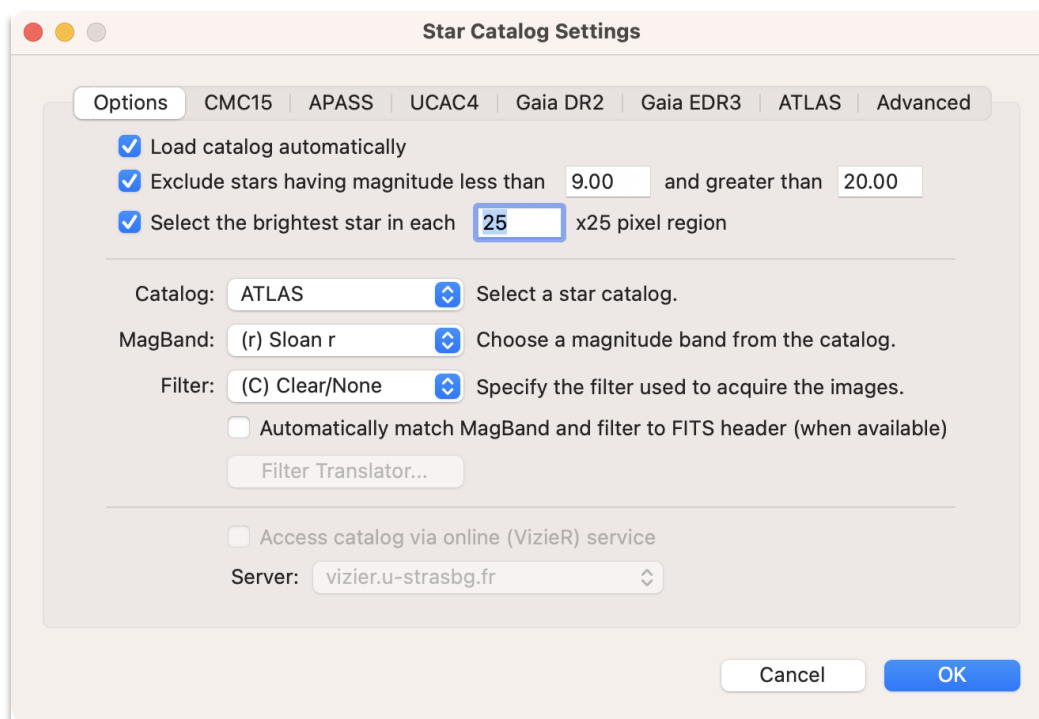 Star Catalog Settings
Options CMC15 APASS UCAC4 Gaia DR2 Gaia EDR3 ATLAS Advanced
Load catalog automatically
Exclude stars having magnitude less than 9.00 and greater than 20.00
Select the brightest star in each 25 x25 pixel region
Catalog: ATLAS Select a star catalog.
MagBand: (r) Sloan r Choose a magnitude band from the catalog.
Filter: (C) Clear/None Specify the filter used to acquire the images.
Automatically match MagBand and filter to FITS header (when available)
Filter Translator...
Access catalog via online (VizieR) service
Server: vizier.u-strasbg.fr
Cancel OK